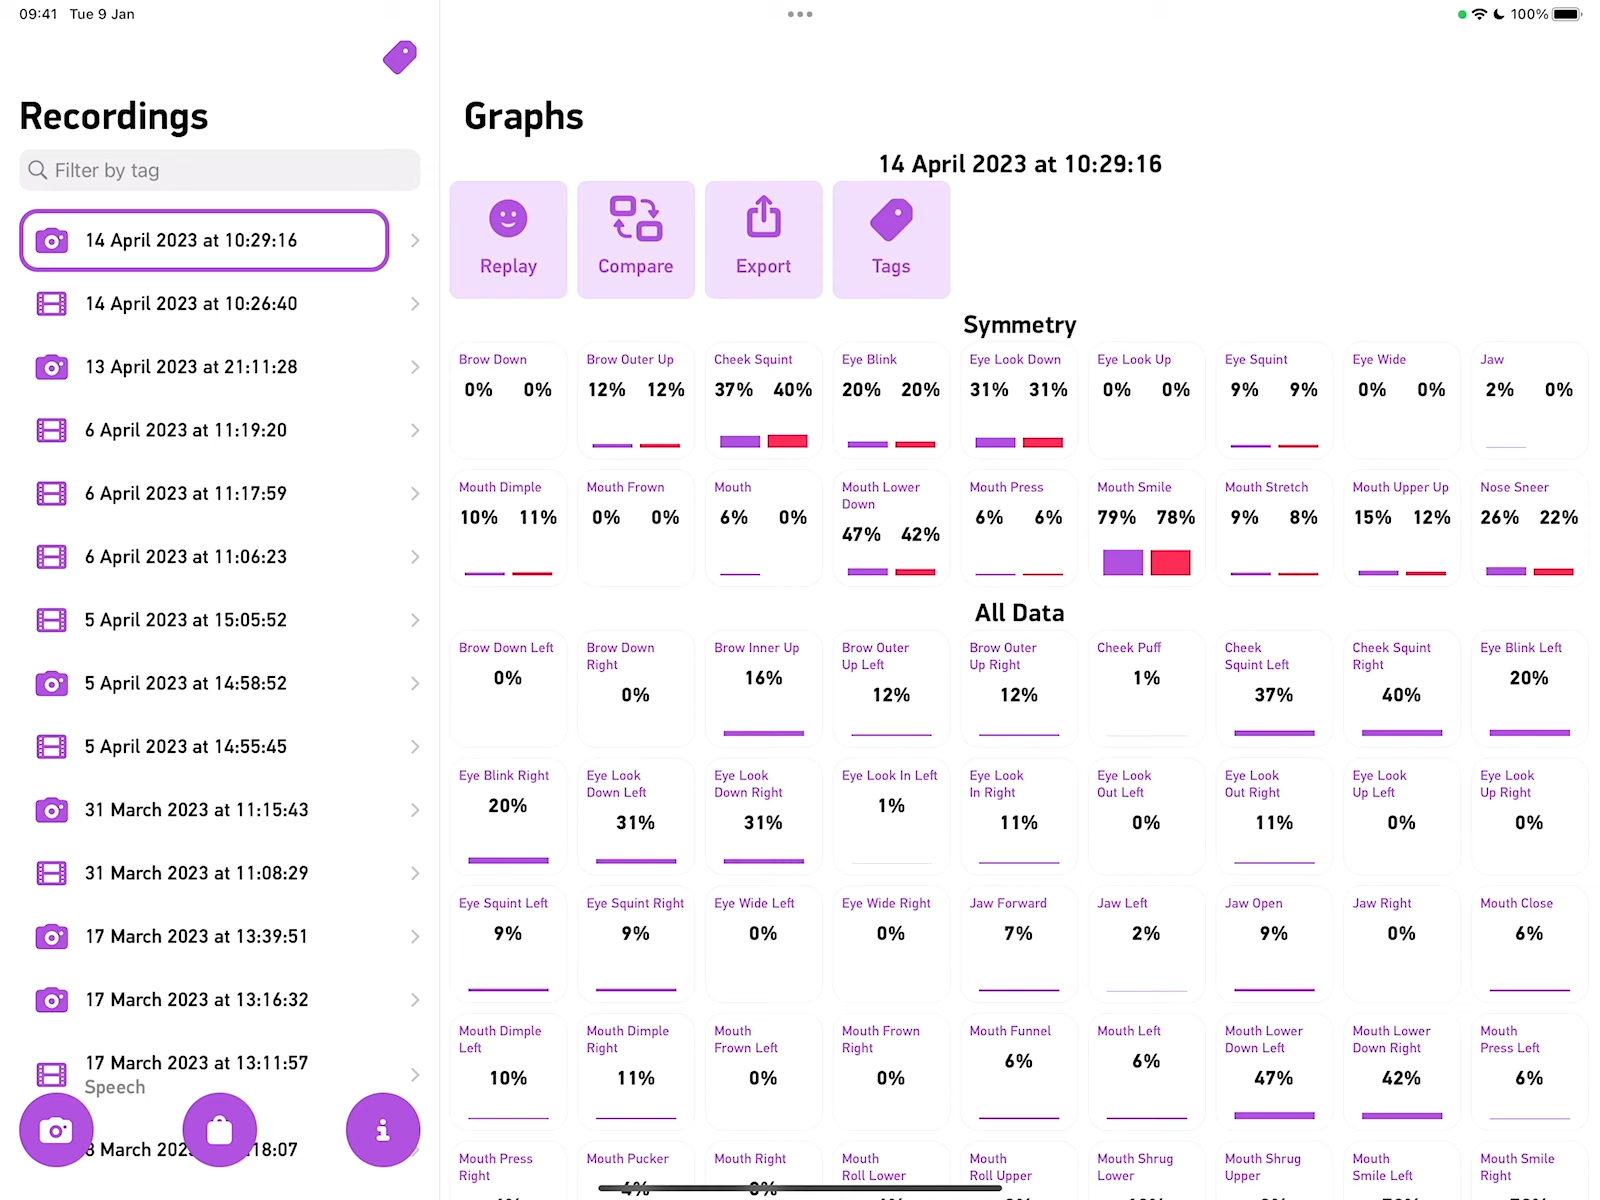 09:41 Tue 9 Jan
100%
Recordings
Filter by tag
14 April 2023 at 10:29:16
14 April 2023 at 10:26:40
13 April 2023 at 21:11:28
6 April 2023 at 11:19:20
6 April 2023 at 11:17:59
6 April 2023 at 11:06:23
5 April 2023 at 15:05:52
5 April 2023 at 14:58:52
5 April 2023 at 14:55:45
31 March 2023 at 11:15:43
31 March 2023 at 11:08:29
17 March 2023 at 13:39:51
17 March 2023 at 13:16:32
17 March 2023 at 13:11:57
Speech
March 18:07
Graphs
14 April 2023 at 10:29:16
Replay Compare Export Tags
Symmetry
Brow Down Brow Outer Up Cheek Squint Eye Blink Eye Look Down Eye Look Up Eye Squint Eye Wide Jaw
0% 0% 12% 12% 37% 40% 20% 20% 31% 31% 0% 0% 9% 9% 0% 0% 2% 0%
Mouth Dimple Mouth Frown Mouth Mouth Lower Mouth Press Mouth Smile Mouth Stretch Mouth Upper Up Nose Sneer
Down
10% 11% 0% 0% 6% 0% 47% 42% 6% 6% 79% 78% 9% 8% 15% 12% 26% 22%
All Data
Brow Down Left Brow Down Brow Inner Up Brow Outer Brow Outer Cheek Puff Cheek Cheek Squint Eye Blink Left
Right Up Left Up Right Squint Left Right
0% 0% 16% 12% 12% 1% 37% 40% 20%
Eye Blink Right Eye Look Eye Look Eye Look In Left Eye Look Eye Look Eye Look Eye Look Eye Look
Down Left Down Right In Right Out Left Out Right Up Left Up Right
20% 31% 31% 1% 11% 0% 11% 0% 0%
Eye Squint Left Eye Squint Right Eye Wide Left Eye Wide Right Jaw Forward Jaw Left Jaw Open Jaw Right Mouth Close
9% 9% 0% 0% 7% 2% 9% 0% 6%
Mouth Dimple Mouth Dimple Mouth Mouth Frown Mouth Funnel Mouth Left Mouth Lower Mouth Lower Mouth
Left Right Frown Left Right Down Left Down Right Press Left
10% 11% 0% 0% 6% 6% 47% 42% 6%
Mouth Press Mouth Pucker Mouth Right Mouth Mouth Mouth Shrug Mouth Shrug Mouth Mouth Smile
Right Roll Lower Roll Upper Lower Upper Smile Left Right